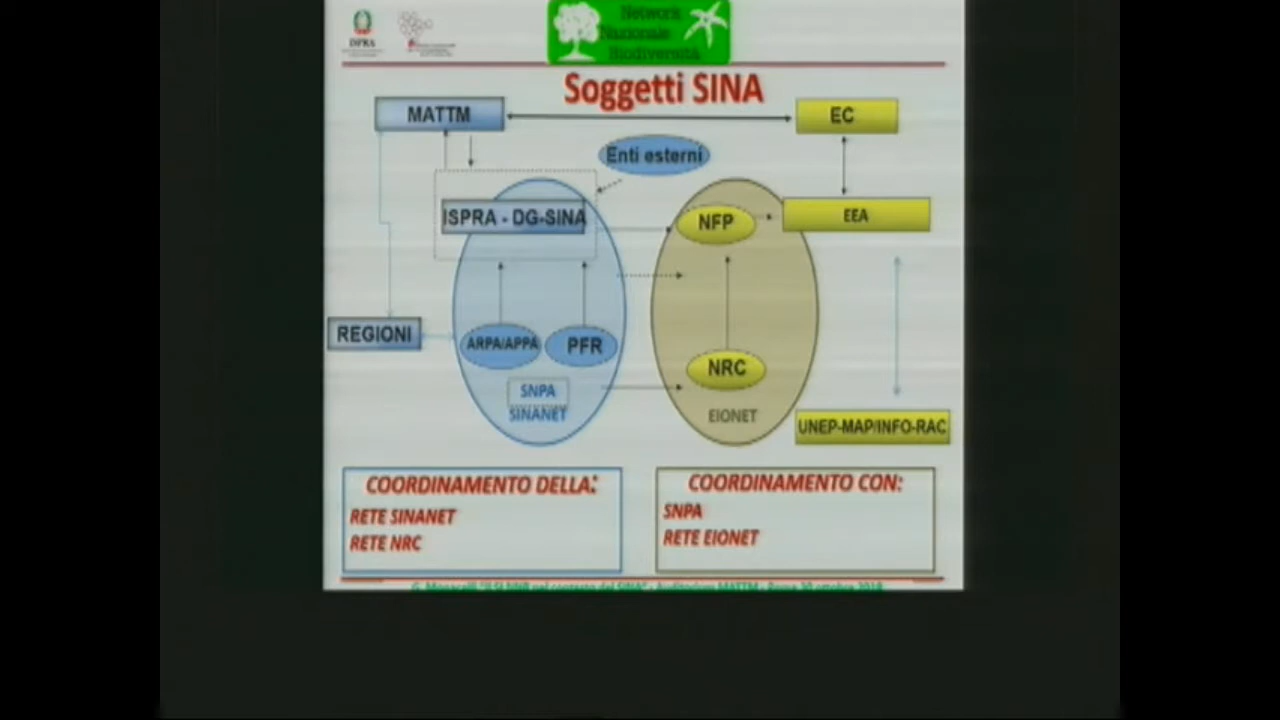 Network
Nazionale
Biodiversità
Soggetti SINA
MATTM
EC
Enti esterni
ISPRA - DG-SINA
NFP
EEA
REGIONI
ARPA/APPA
PFR
NRC
SNPA
SINANET
EIONET
UNEP-MAP/INFO-RAC
COORDINAMENTO DELLA:
RETE SINANET
RETE NRC
COORDINAMENTO CON:
SNPA
RETE EIONET